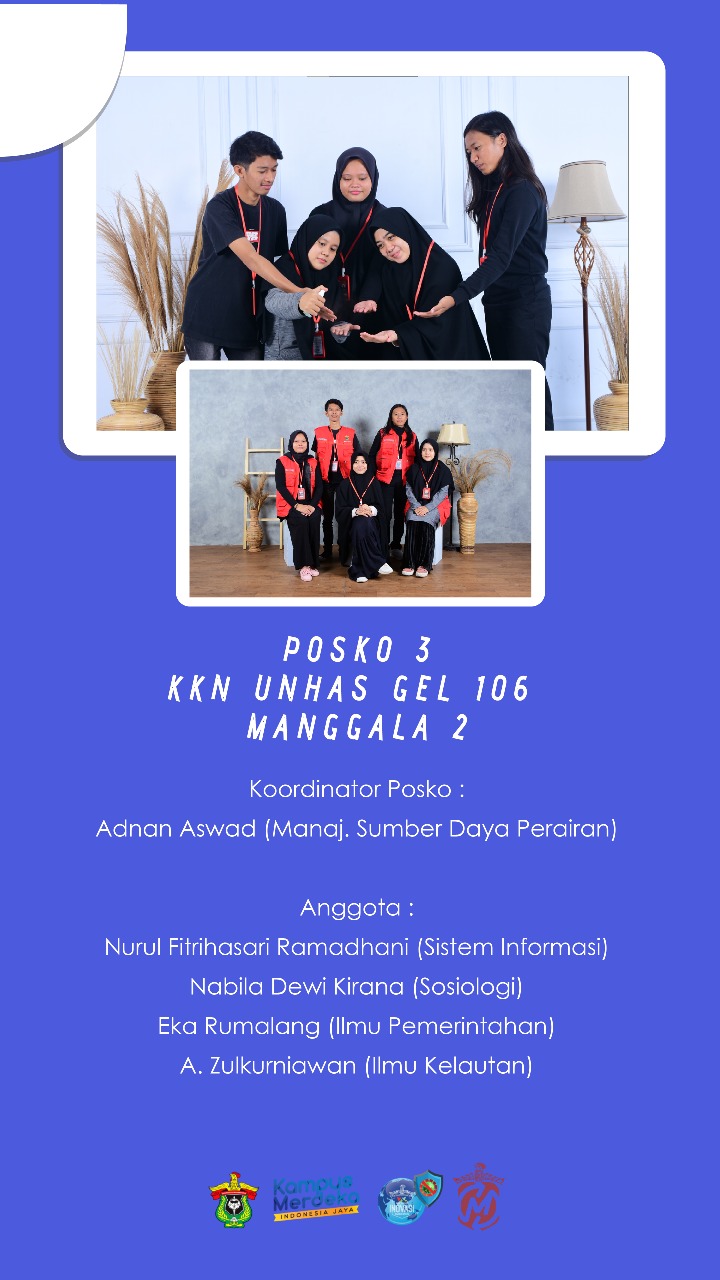 POSKO 3
KKN UNHAS GEL 106
MANGGALA 2
Koordinator Posko :
Adnan Aswad (Manaj. Sumber Daya Perairan)
Anggota :
Nurul Fitrihasari Ramadhani (Sistem Informasi)
Nabila Dewi Kirana (Sosiologi)
Eka Rumalang (Ilmu Pemerintahan)
A. Zulkurniawan (Ilmu Kelautan)
Kampus
Merdeka
INDONESIA JAYA
INOVASI